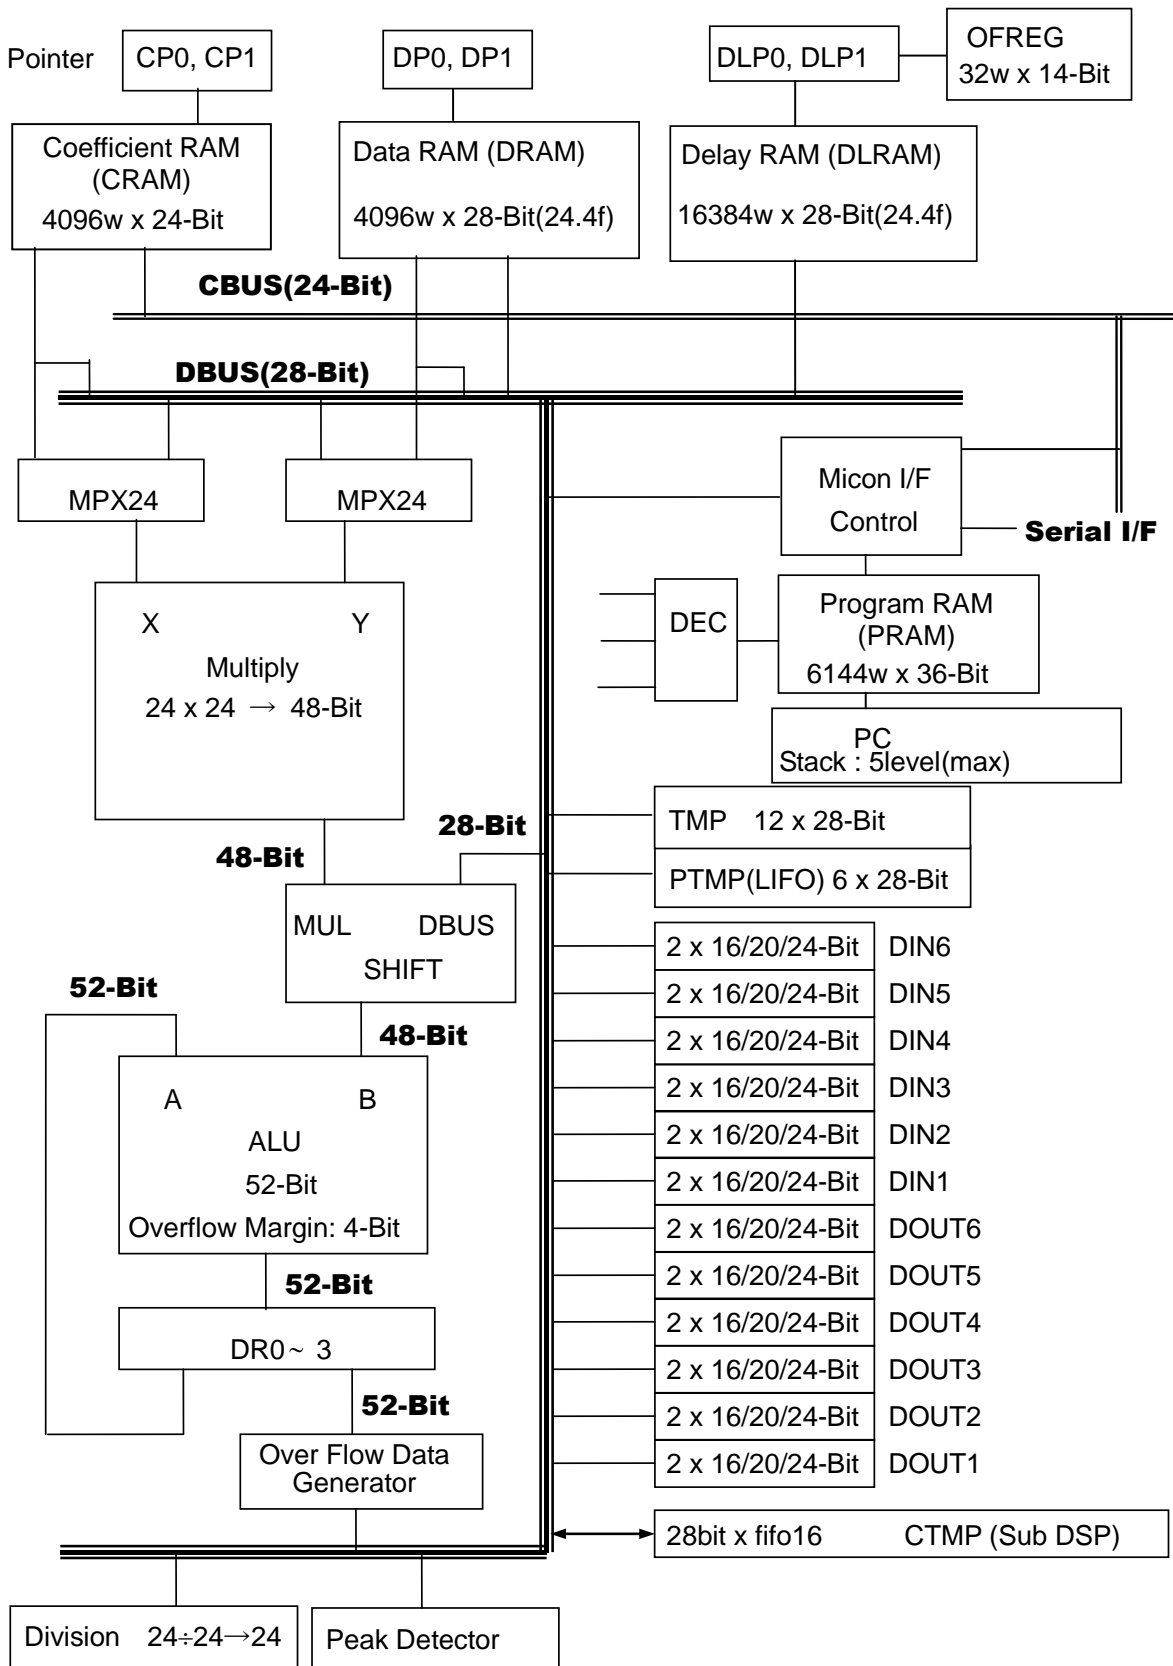 Pointer
CP0, CP1
DP0, DP1
DLP0, DLP1
OFREG
32w x 14-Bit
Coefficient RAM
(CRAM)
4096w x 24-Bit
Data RAM (DRAM)
4096w x 28-Bit(24.4f)
Delay RAM (DLRAM)
16384w x 28-Bit(24.4f)
CBUS(24-Bit)
DBUS(28-Bit)
MPX24
MPX24
Micon I/F
Control
Serial I/F
X Y
Multiply
24 x 24 → 48-Bit
DEC
Program RAM
(PRAM)
6144w x 36-Bit
PC
Stack : 5level(max)
TMP 12 x 28-Bit
PTMP(LIFO) 6 x 28-Bit
28-Bit
48-Bit
MUL DBUS
SHIFT
52-Bit
48-Bit
A B
ALU
52-Bit
Overflow Margin: 4-Bit
52-Bit
DR0~ 3
52-Bit
Over Flow Data
Generator
2 x 16/20/24-Bit DIN6
2 x 16/20/24-Bit DIN5
2 x 16/20/24-Bit DIN4
2 x 16/20/24-Bit DIN3
2 x 16/20/24-Bit DIN2
2 x 16/20/24-Bit DIN1
2 x 16/20/24-Bit DOUT6
2 x 16/20/24-Bit DOUT5
2 x 16/20/24-Bit DOUT4
2 x 16/20/24-Bit DOUT3
2 x 16/20/24-Bit DOUT2
2 x 16/20/24-Bit DOUT1
28bit x fifo16 CTMP (Sub DSP)
Division 24÷24→24
Peak Detector